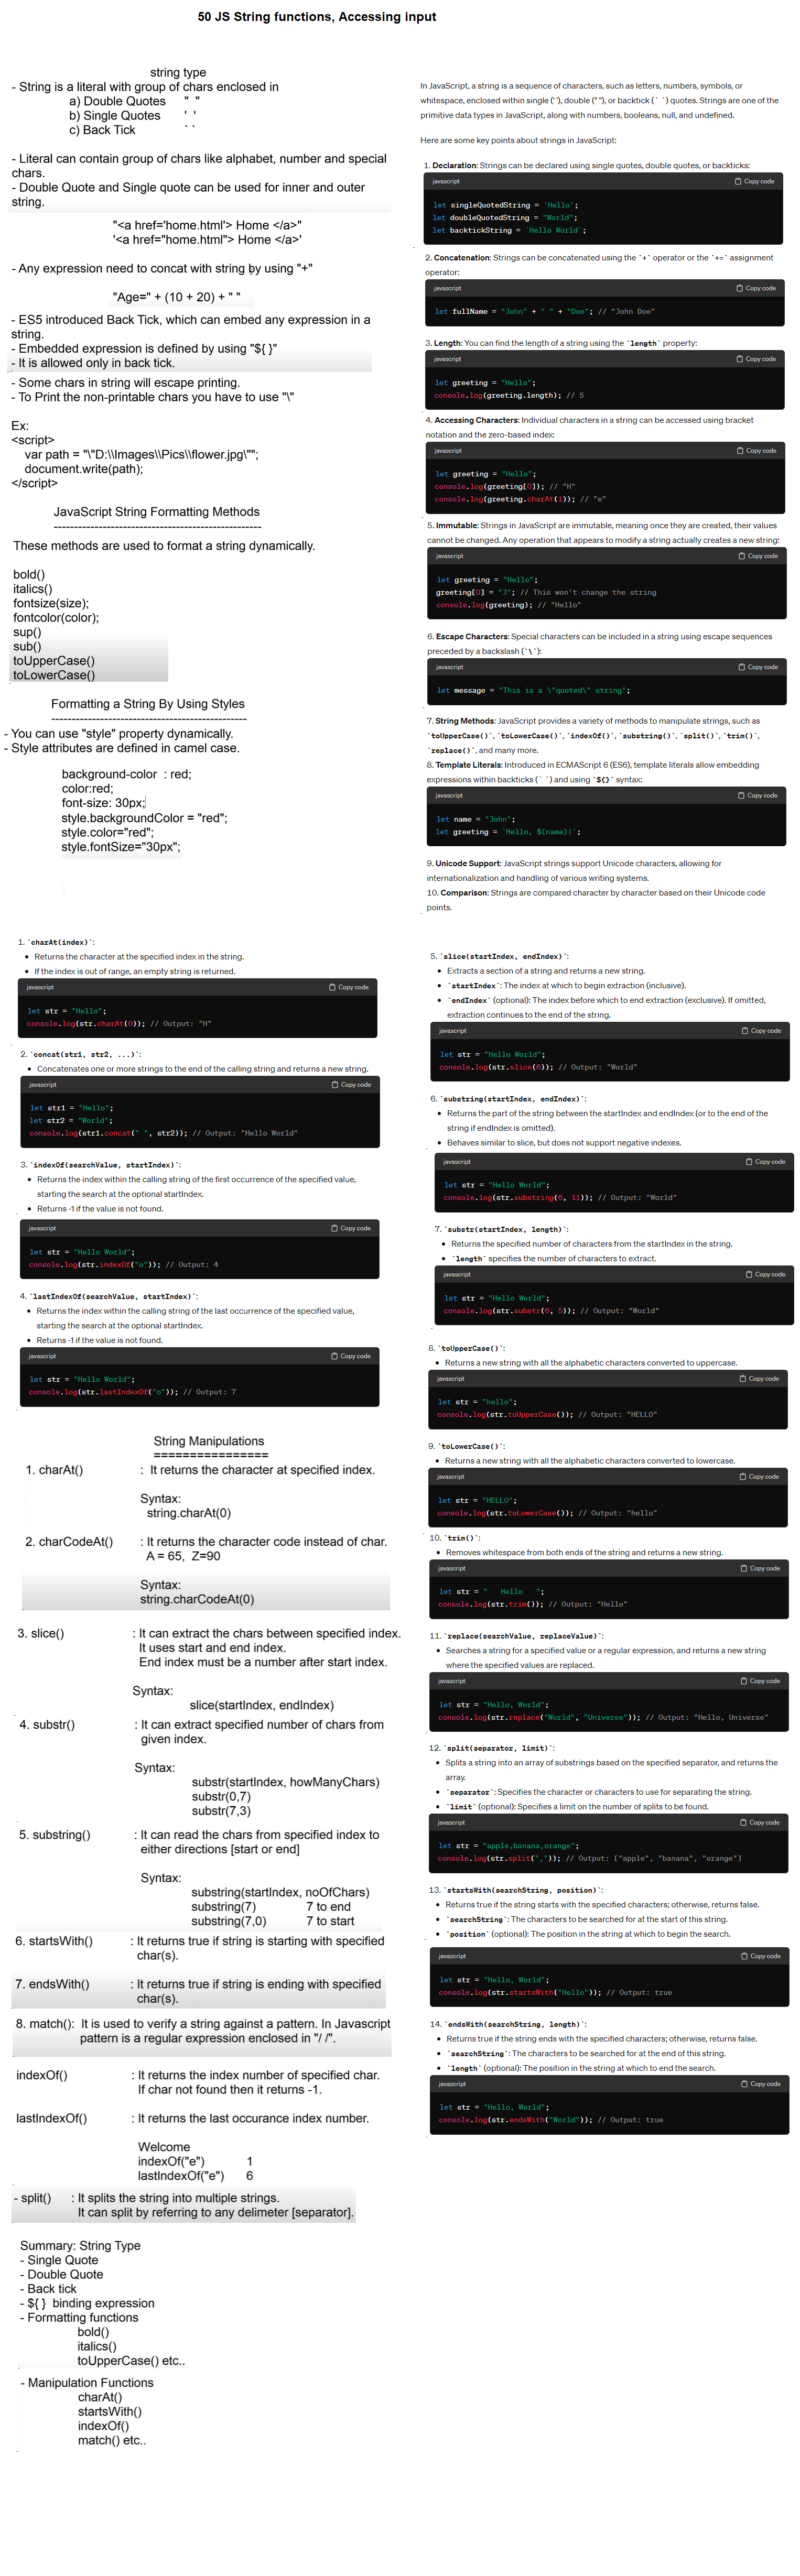 50 JS String functions, Accessing input
string type
- String is a literal with group of chars enclosed in
a) Double Quotes " "
b) Single Quotes ' '
c) Back Tick ` `
- Literal can contain group of chars like alphabet, number and special
chars.
- Double Quote and Single quote can be used for inner and outer
string.
"<a href='home.html'> Home </a>"
'<a href="home.html"> Home </a>'
- Any expression need to concat with string by using "+"
"Age=" + (10 + 20) + " "
- ES5 introduced Back Tick, which can embed any expression in a
string.
- Embedded expression is defined by using "${ }"
- It is allowed only in back tick.
- Some chars in string will escape printing.
- To Print the non-printable chars you have to use "\"
Ex:
<script>
var path = "\"D:\\Images\\Pics\\flower.jpg\"";
document.write(path);
</script>
JavaScript String Formatting Methods
---------------------------------------------------
These methods are used to format a string dynamically.
bold()
italics()
fontsize(size);
fontcolor(color);
sup()
sub()
toUpperCase()
toLowerCase()
Formatting a String By Using Styles
------------------------------------------------
- You can use "style" property dynamically.
- Style attributes are defined in camel case.
background-color : red;
color:red;
font-size: 30px;
style.backgroundColor = "red";
style.color="red";
style.fontSize="30px";
In JavaScript, a string is a sequence of characters, such as letters, numbers, symbols, or
whitespace, enclosed within single (' '), double (" "), or backtick (` `) quotes. Strings are one of the
primitive data types in JavaScript, along with numbers, booleans, null, and undefined.
Here are some key points about strings in JavaScript:
1. Declaration: Strings can be declared using single quotes, double quotes, or backticks:
javascript Copy code
let singleQuotedString = 'Hello';
let doubleQuotedString = "World";
let backtickString = `Hello World`;
2. Concatenation: Strings can be concatenated using the `+` operator or the `+=` assignment
operator:
javascript Copy code
let fullName = "John" + " " + "Doe"; // "John Doe"
3. Length: You can find the length of a string using the `length` property:
javascript Copy code
let greeting = "Hello";
console.log(greeting.length); // 5
4. Accessing Characters: Individual characters in a string can be accessed using bracket
notation and the zero-based index:
javascript Copy code
let greeting = "Hello";
console.log(greeting[0]); // "H"
console.log(greeting.charAt(1)); // "e"
5. Immutable: Strings in JavaScript are immutable, meaning once they are created, their values
cannot be changed. Any operation that appears to modify a string actually creates a new string:
javascript Copy code
let greeting = "Hello";
greeting[0] = "J"; // This won't change the string
console.log(greeting); // "Hello"
6. Escape Characters: Special characters can be included in a string using escape sequences
preceded by a backslash (`\`):
javascript Copy code
let message = "This is a \"quoted\" string";
7. String Methods: JavaScript provides a variety of methods to manipulate strings, such as
`toUpperCase()`, `toLowerCase()`, `indexOf()`, `substring()`, `split()`, `trim()`,
`replace()`, and many more.
8. Template Literals: Introduced in ECMAScript 6 (ES6), template literals allow embedding
expressions within backticks (` `) and using `${}` syntax:
javascript Copy code
let name = "John";
let greeting = `Hello, ${name}!`;
9. Unicode Support: JavaScript strings support Unicode characters, allowing for
internationalization and handling of various writing systems.
10. Comparison: Strings are compared character by character based on their Unicode code
points.
1. `charAt(index)`:
• Returns the character at the specified index in the string.
• If the index is out of range, an empty string is returned.
javascript Copy code
let str = "Hello";
console.log(str.charAt(0)); // Output: "H"
2. `concat(str1, str2, ...)`:
• Concatenates one or more strings to the end of the calling string and returns a new string.
javascript Copy code
let str1 = "Hello";
let str2 = "World";
console.log(str1.concat(" ", str2)); // Output: "Hello World"
3. `indexOf(searchValue, startIndex)`:
• Returns the index within the calling string of the first occurrence of the specified value,
starting the search at the optional startIndex.
• Returns -1 if the value is not found.
javascript Copy code
let str = "Hello World";
console.log(str.indexOf("o")); // Output: 4
4. `lastIndexOf(searchValue, startIndex)`:
• Returns the index within the calling string of the last occurrence of the specified value,
starting the search at the optional startIndex.
• Returns -1 if the value is not found.
javascript Copy code
let str = "Hello World";
console.log(str.lastIndexOf("o")); // Output: 7
String Manipulations
=================
1. charAt() : It returns the character at specified index.
Syntax:
string.charAt(0)
2. charCodeAt() : It returns the character code instead of char.
A = 65, Z=90
Syntax:
string.charCodeAt(0)
3. slice() : It can extract the chars between specified index.
It uses start and end index.
End index must be a number after start index.
Syntax:
slice(startIndex, endIndex)
4. substr() : It can extract specified number of chars from
given index.
Syntax:
substr(startIndex, howManyChars)
substr(0,7)
substr(7,3)
5. substring() : It can read the chars from specified index to
either directions [start or end]
Syntax:
substring(startIndex, noOfChars)
substring(7) 7 to end
substring(7,0) 7 to start
6. startsWith() : It returns true if string is starting with specified
char(s).
7. endsWith() : It returns true if string is ending with specified
char(s).
8. match(): It is used to verify a string against a pattern. In Javascript
pattern is a regular expression enclosed in "/ /".
indexOf() : It returns the index number of specified char.
If char not found then it returns -1.
lastIndexOf() : It returns the last occurance index number.
Welcome
indexOf("e") 1
lastIndexOf("e") 6
- split() : It splits the string into multiple strings.
It can split by referring to any delimeter [separator].
Summary: String Type
- Single Quote
- Double Quote
- Back tick
- ${ } binding expression
- Formatting functions
bold()
italics()
toUpperCase() etc..
- Manipulation Functions
charAt()
startsWith()
indexOf()
match() etc..
5. `slice(startIndex, endIndex)`:
• Extracts a section of a string and returns a new string.
• `startIndex`: The index at which to begin extraction (inclusive).
• `endIndex` (optional): The index before which to end extraction (exclusive). If omitted,
extraction continues to the end of the string.
javascript Copy code
let str = "Hello World";
console.log(str.slice(6)); // Output: "World"
6. `substring(startIndex, endIndex)`:
• Returns the part of the string between the startIndex and endIndex (or to the end of the
string if endIndex is omitted).
• Behaves similar to slice, but does not support negative indexes.
javascript Copy code
let str = "Hello World";
console.log(str.substring(6, 11)); // Output: "World"
7. `substr(startIndex, length)`:
• Returns the specified number of characters from the startIndex in the string.
• `length` specifies the number of characters to extract.
javascript Copy code
let str = "Hello World";
console.log(str.substr(6, 5)); // Output: "World"
8. `toUpperCase()`:
• Returns a new string with all the alphabetic characters converted to uppercase.
javascript Copy code
let str = "hello";
console.log(str.toUpperCase()); // Output: "HELLO"
9. `toLowerCase()`:
• Returns a new string with all the alphabetic characters converted to lowercase.
javascript Copy code
let str = "HELLO";
console.log(str.toLowerCase()); // Output: "hello"
10. `trim()`:
• Removes whitespace from both ends of the string and returns a new string.
javascript Copy code
let str = "   Hello   ";
console.log(str.trim()); // Output: "Hello"
11. `replace(searchValue, replaceValue)`:
• Searches a string for a specified value or a regular expression, and returns a new string
where the specified values are replaced.
javascript Copy code
let str = "Hello, World";
console.log(str.replace("World", "Universe")); // Output: "Hello, Universe"
12. `split(separator, limit)`:
• Splits a string into an array of substrings based on the specified separator, and returns the
array.
• `separator`: Specifies the character or characters to use for separating the string.
• `limit` (optional): Specifies a limit on the number of splits to be found.
javascript Copy code
let str = "apple,banana,orange";
console.log(str.split(",")); // Output: ["apple", "banana", "orange"]
13. `startsWith(searchString, position)`:
• Returns true if the string starts with the specified characters; otherwise, returns false.
• `searchString`: The characters to be searched for at the start of this string.
• `position` (optional): The position in the string at which to begin the search.
javascript Copy code
let str = "Hello, World";
console.log(str.startsWith("Hello")); // Output: true
14. `endsWith(searchString, length)`:
• Returns true if the string ends with the specified characters; otherwise, returns false.
• `searchString`: The characters to be searched for at the end of this string.
• `length` (optional): The position in the string at which to end the search.
javascript Copy code
let str = "Hello, World";
console.log(str.endsWith("World")); // Output: true